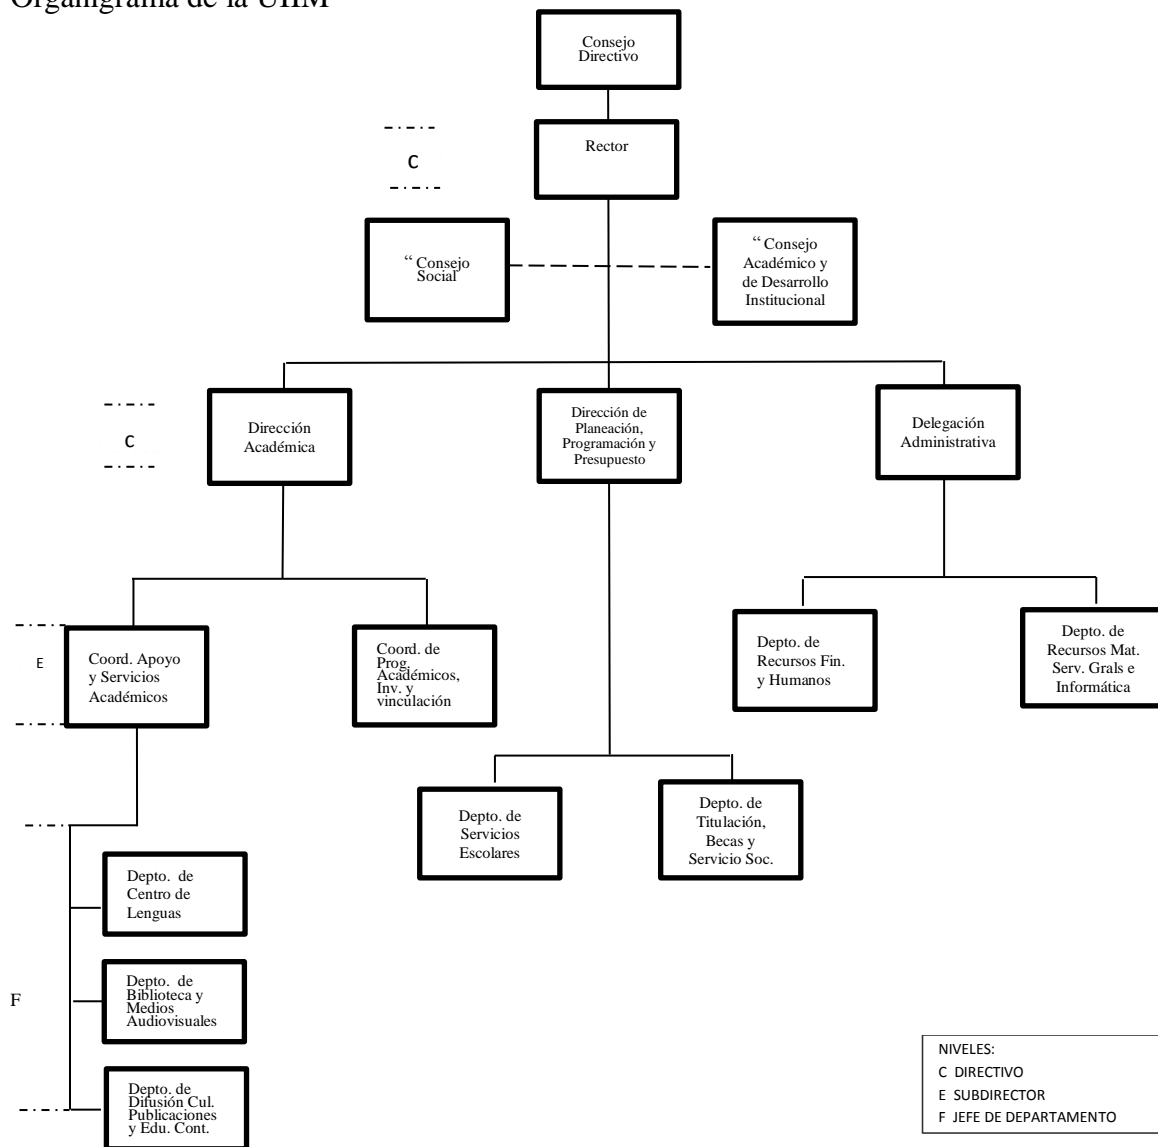 Organigrama de la UIIM
Consejo
Directivo
Rector
C
“ Consejo
Social
“ Consejo
Académico y
de Desarrollo
Institucional
Dirección
Académica
Dirección de
Planeación,
Programación y
Presupuesto
Delegación
Administrativa
C
Coord. Apoyo
y Servicios
Académicos
E
Coord. de
Prog.
Académicos,
Inv. y
vinculación
Depto. de
Recursos Fin.
y Humanos
Depto. de
Recursos Mat.
Serv. Grals e
Informática
Depto. de
Servicios
Escolares
Depto. de
Titulación,
Becas y
Servicio Soc.
Depto. de
Centro de
Lenguas
Depto. de
Biblioteca y
Medios
Audiovisuales
F
Depto. de
Difusión Cul.
Publicaciones
y Edu. Cont.
NIVELES:
C DIRECTIVO
E SUBDIRECTOR
F JEFE DE DEPARTAMENTO